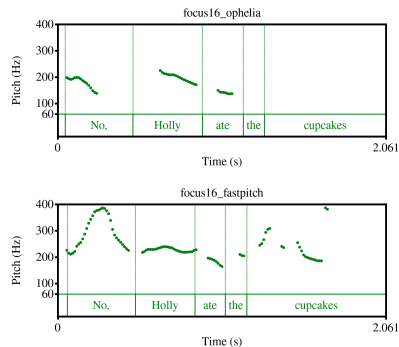 focus16_ophelia
400
300
200
100
60
Pitch (Hz)
No, Holly ate the cupcakes
0 2.061
Time (s)
focus16_fastpitch
400
300
200
100
60
Pitch (Hz)
No, Holly ate the cupcakes
0 2.061
Time (s)